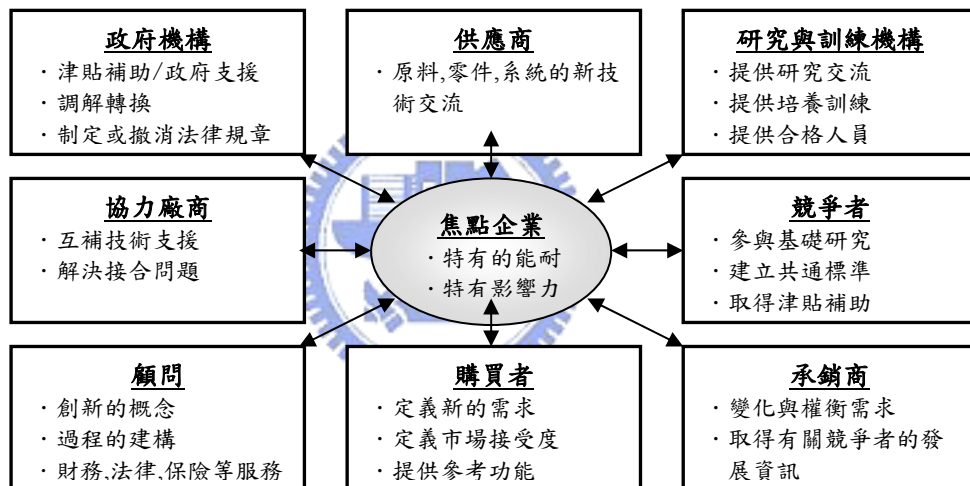 政府機構
·津貼補助/政府支援
·調解轉換
·制定或撤消法律規章
供應商
·原料,零件,系統的新技
術交流
研究與訓練機構
·提供研究交流
·提供培養訓練
·提供合格人員
協力廠商
·互補技術支援
·解決接合問題
焦點企業
·特有的能耐
·特有影響力
競爭者
·參與基礎研究
·建立共通標準
·取得津貼補助
顧問
·創新的概念
·過程的建構
·財務,法律,保險等服務
購買者
·定義新的需求
·定義市場接受度
·提供參考功能
承銷商
·變化與權衡需求
·取得有關競爭者的發
展資訊